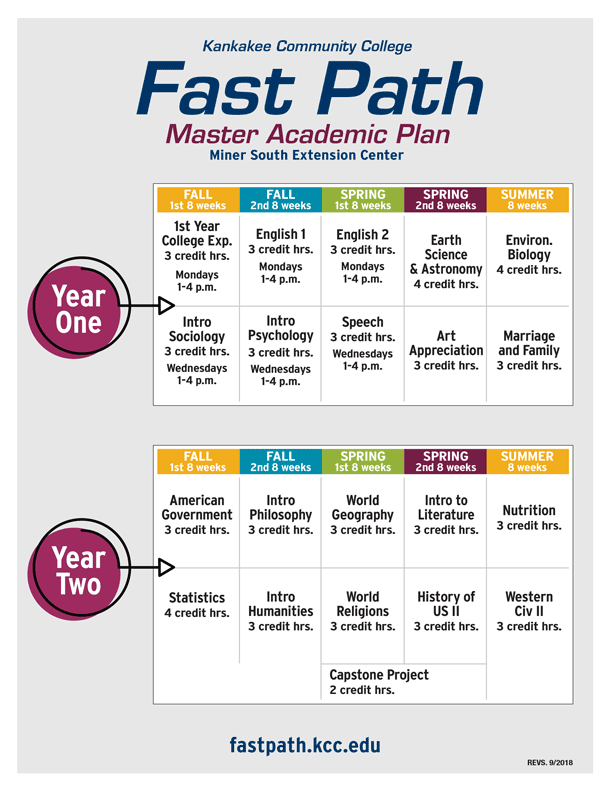 Kankakee Community College
Fast Path
Master Academic Plan
Miner South Extension Center
Year
One
FALL
1st 8 weeks
FALL
2nd 8 weeks
SPRING
1st 8 weeks
SPRING
2nd 8 weeks
SUMMER
8 weeks
1st Year
College Exp.
3 credit hrs.
Mondays
1-4 p.m.
English 1
3 credit hrs.
Mondays
1-4 p.m.
English 2
3 credit hrs.
Mondays
1-4 p.m.
Earth
Science
& Astronomy
4 credit hrs.
Environ.
Biology
4 credit hrs.
Intro
Sociology
3 credit hrs.
Wednesdays
1-4 p.m.
Intro
Psychology
3 credit hrs.
Wednesdays
1-4 p.m.
Speech
3 credit hrs.
Wednesdays
1-4 p.m.
Art
Appreciation
3 credit hrs.
Marriage
and Family
3 credit hrs.
Year
Two
FALL
1st 8 weeks
FALL
2nd 8 weeks
SPRING
1st 8 weeks
SPRING
2nd 8 weeks
SUMMER
8 weeks
American
Government
3 credit hrs.
Intro
Philosophy
3 credit hrs.
World
Geography
3 credit hrs.
Intro to
Literature
3 credit hrs.
Nutrition
3 credit hrs.
Statistics
4 credit hrs.
Intro
Humanities
3 credit hrs.
World
Religions
3 credit hrs.
History of
US II
3 credit hrs.
Western
Civ II
3 credit hrs.
Capstone Project
2 credit hrs.
fastpath.kcc.edu
REVS. 9/2018